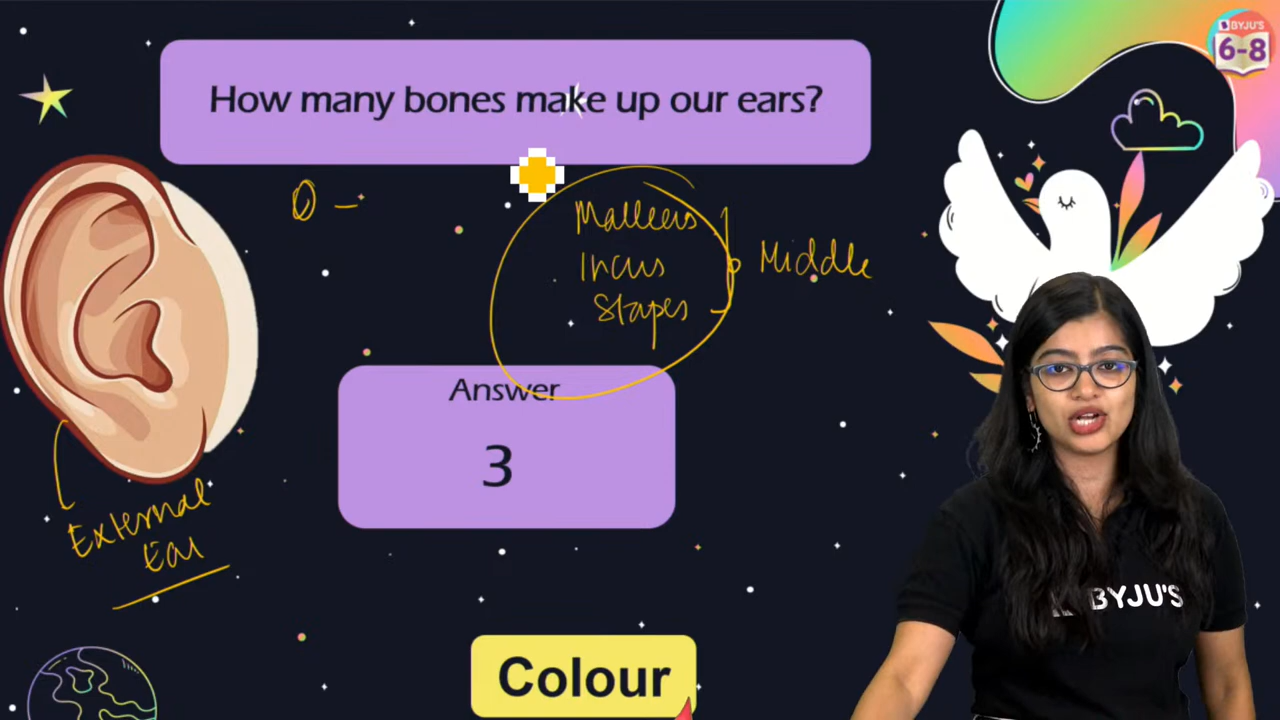 BYJU'S
6-8
How many bones make up our ears?
0 -
Malleus
Incus
Stapes
Middle
Answer
3
External
Ear
BYJU'S
Colour